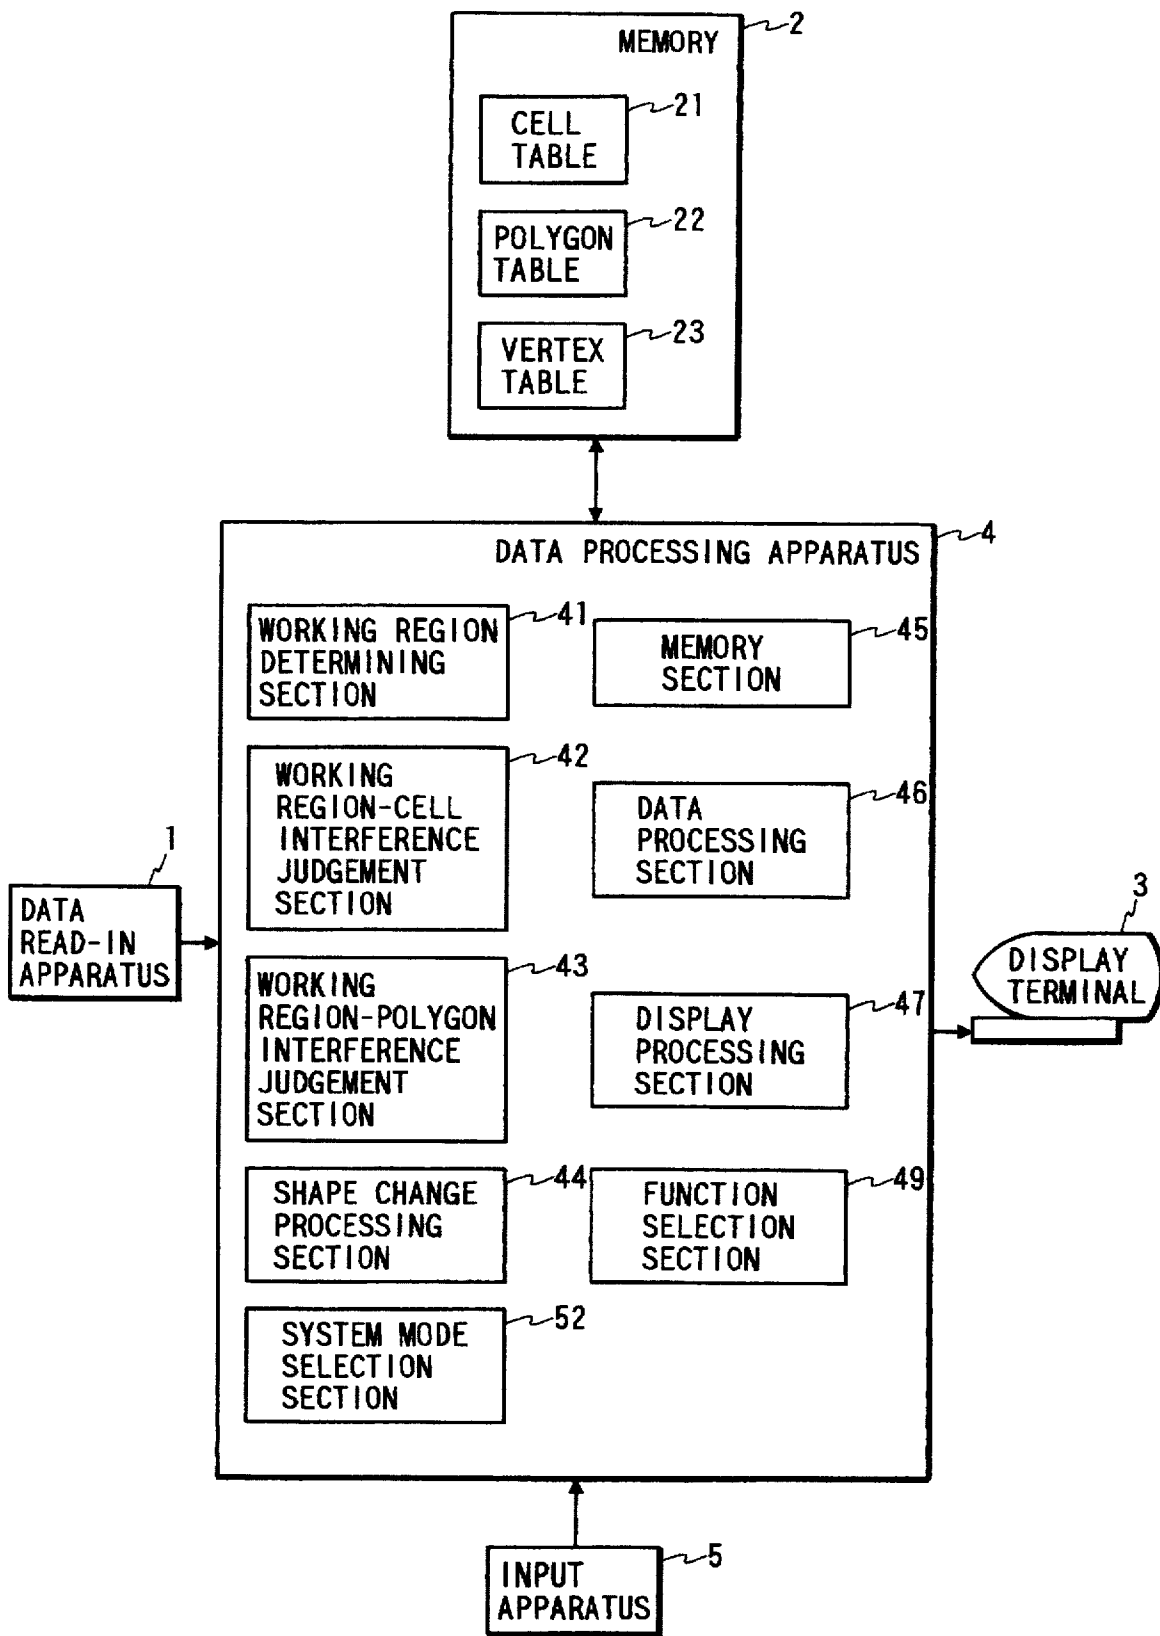 2
MEMORY
21
CELL
TABLE
22
POLYGON
TABLE
23
VERTEX
TABLE
4
DATA PROCESSING APPARATUS
41
WORKING REGION
DETERMINING
SECTION
45
MEMORY
SECTION
42
WORKING
REGION-CELL
INTERFERENCE
JUDGEMENT
SECTION
46
DATA
PROCESSING
SECTION
1
DATA
READ-IN
APPARATUS
43
WORKING
REGION-POLYGON
INTERFERENCE
JUDGEMENT
SECTION
47
DISPLAY
PROCESSING
SECTION
3
DISPLAY
TERMINAL
44
SHAPE CHANGE
PROCESSING
SECTION
49
FUNCTION
SELECTION
SECTION
52
SYSTEM MODE
SELECTION
SECTION
5
INPUT
APPARATUS